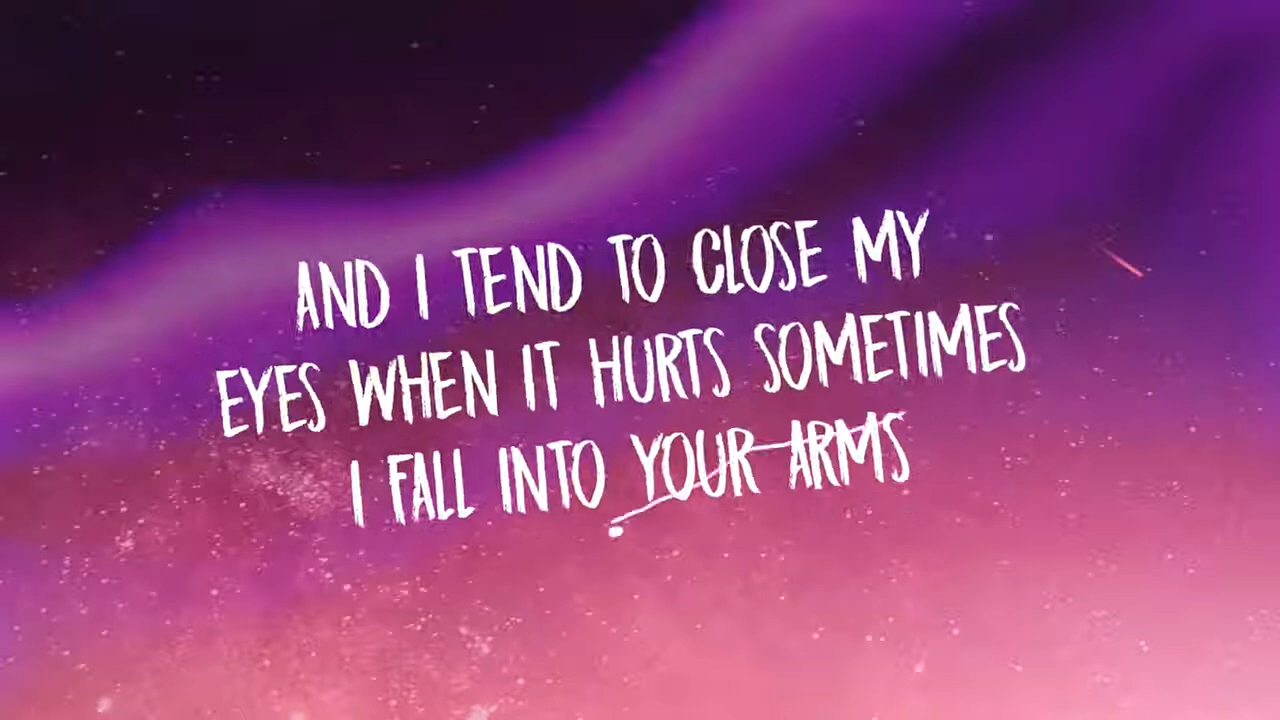 AND I TEND TO CLOSE MY
EYES WHEN IT HURTS SOMETIMES
I FALL INTO YOUR ARMS